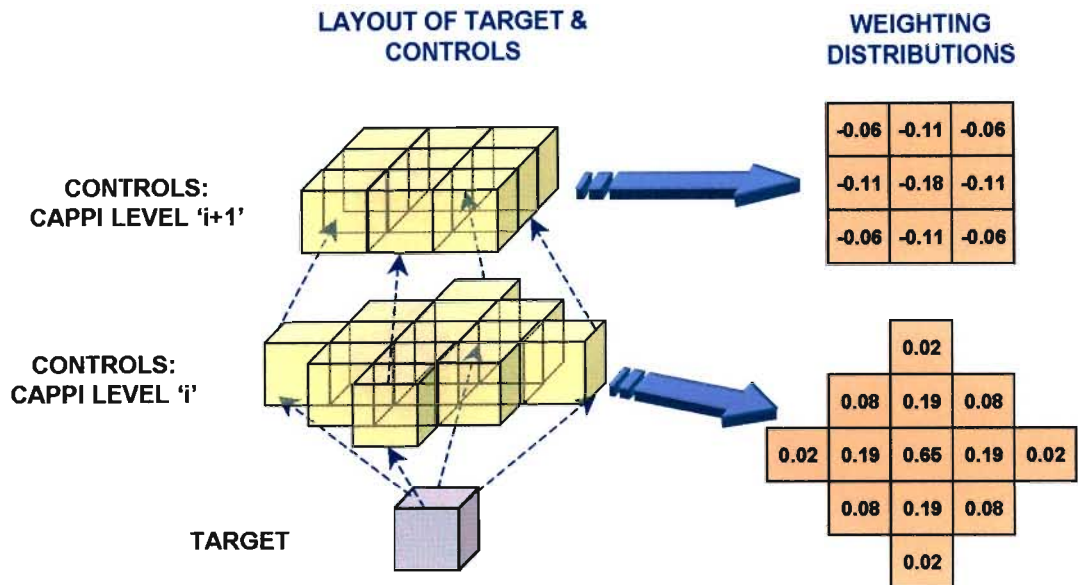 LAYOUT OF TARGET &
CONTROLS
WEIGHTING
DISTRIBUTIONS
CONTROLS:
CAPPI LEVEL ‘i+1’
-0.06 -0.11 -0.06
-0.11 -0.18 -0.11
-0.06 -0.11 -0.06
CONTROLS:
CAPPI LEVEL ‘i’
0.02
0.08 0.19 0.08
0.02 0.19 0.65 0.19 0.02
0.08 0.19 0.08
0.02
TARGET